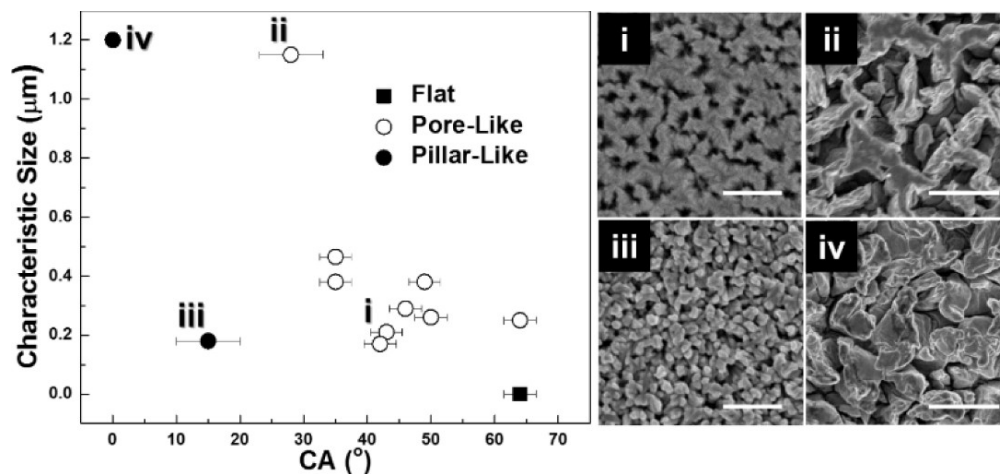 Characteristic Size (μm)
1.2
1.0
0.8
0.6
0.4
0.2
0.0
iv
ii
Flat
Pore-Like
Pillar-Like
iii
i
0
10
20
30
40
50
60
70
CA (°)
i
ii
iii
iv